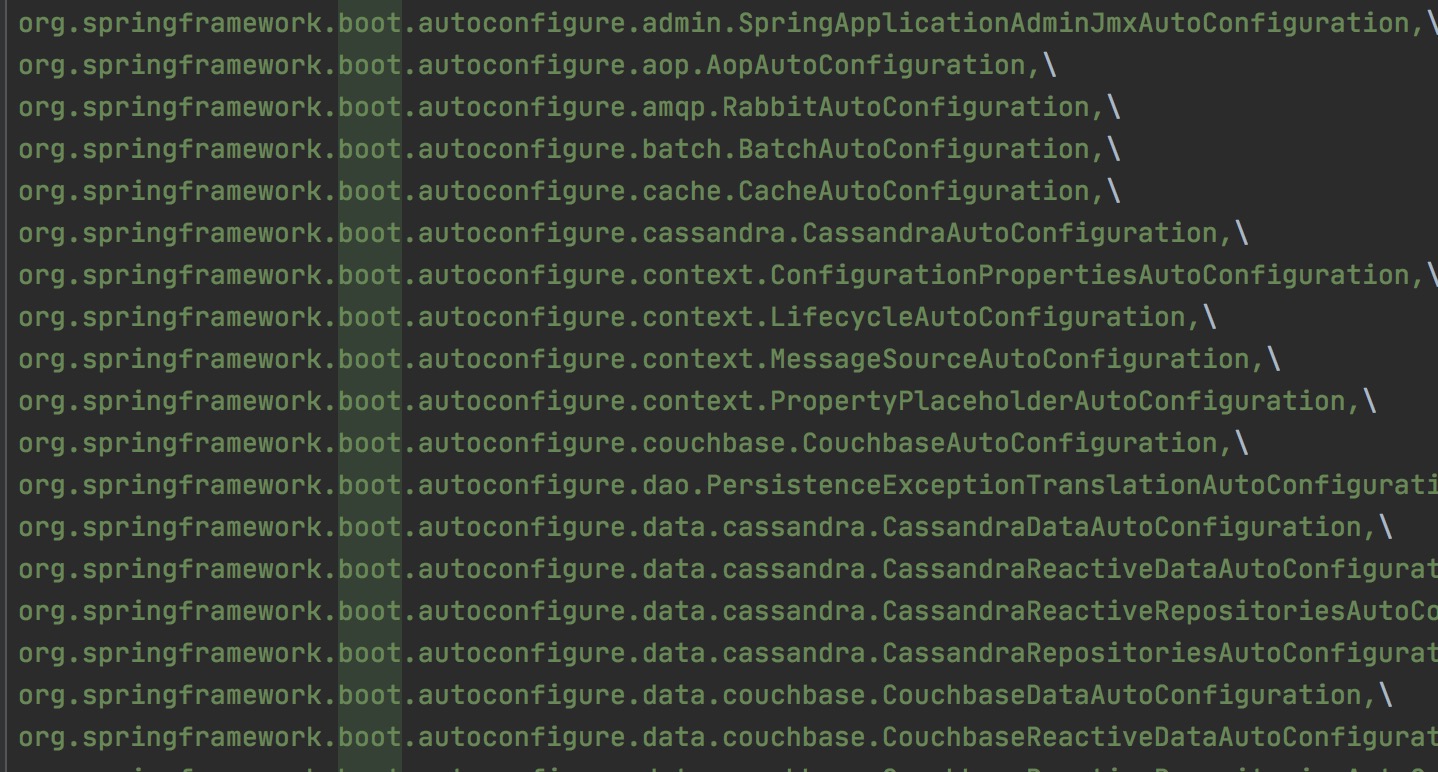 org.springframework.boot.autoconfigure.admin.SpringApplicationAdminJmxAutoConfiguration,\
org.springframework.boot.autoconfigure.aop.AopAutoConfiguration,\
org.springframework.boot.autoconfigure.amqp.RabbitAutoConfiguration,\
org.springframework.boot.autoconfigure.batch.BatchAutoConfiguration,\
org.springframework.boot.autoconfigure.cache.CacheAutoConfiguration,\
org.springframework.boot.autoconfigure.cassandra.CassandraAutoConfiguration,\
org.springframework.boot.autoconfigure.context.ConfigurationPropertiesAutoConfiguration,\
org.springframework.boot.autoconfigure.context.LifecycleAutoConfiguration,\
org.springframework.boot.autoconfigure.context.MessageSourceAutoConfiguration,\
org.springframework.boot.autoconfigure.context.PropertyPlaceholderAutoConfiguration,\
org.springframework.boot.autoconfigure.couchbase.CouchbaseAutoConfiguration,\
org.springframework.boot.autoconfigure.dao.PersistenceExceptionTranslationAutoConfigurati
org.springframework.boot.autoconfigure.data.cassandra.CassandraDataAutoConfiguration,\
org.springframework.boot.autoconfigure.data.cassandra.CassandraReactiveDataAutoConfigurat
org.springframework.boot.autoconfigure.data.cassandra.CassandraReactiveRepositoriesAutoCo
org.springframework.boot.autoconfigure.data.cassandra.CassandraRepositoriesAutoConfigurat
org.springframework.boot.autoconfigure.data.couchbase.CouchbaseDataAutoConfiguration,\
org.springframework.boot.autoconfigure.data.couchbase.CouchbaseReactiveDataAutoConfigurat